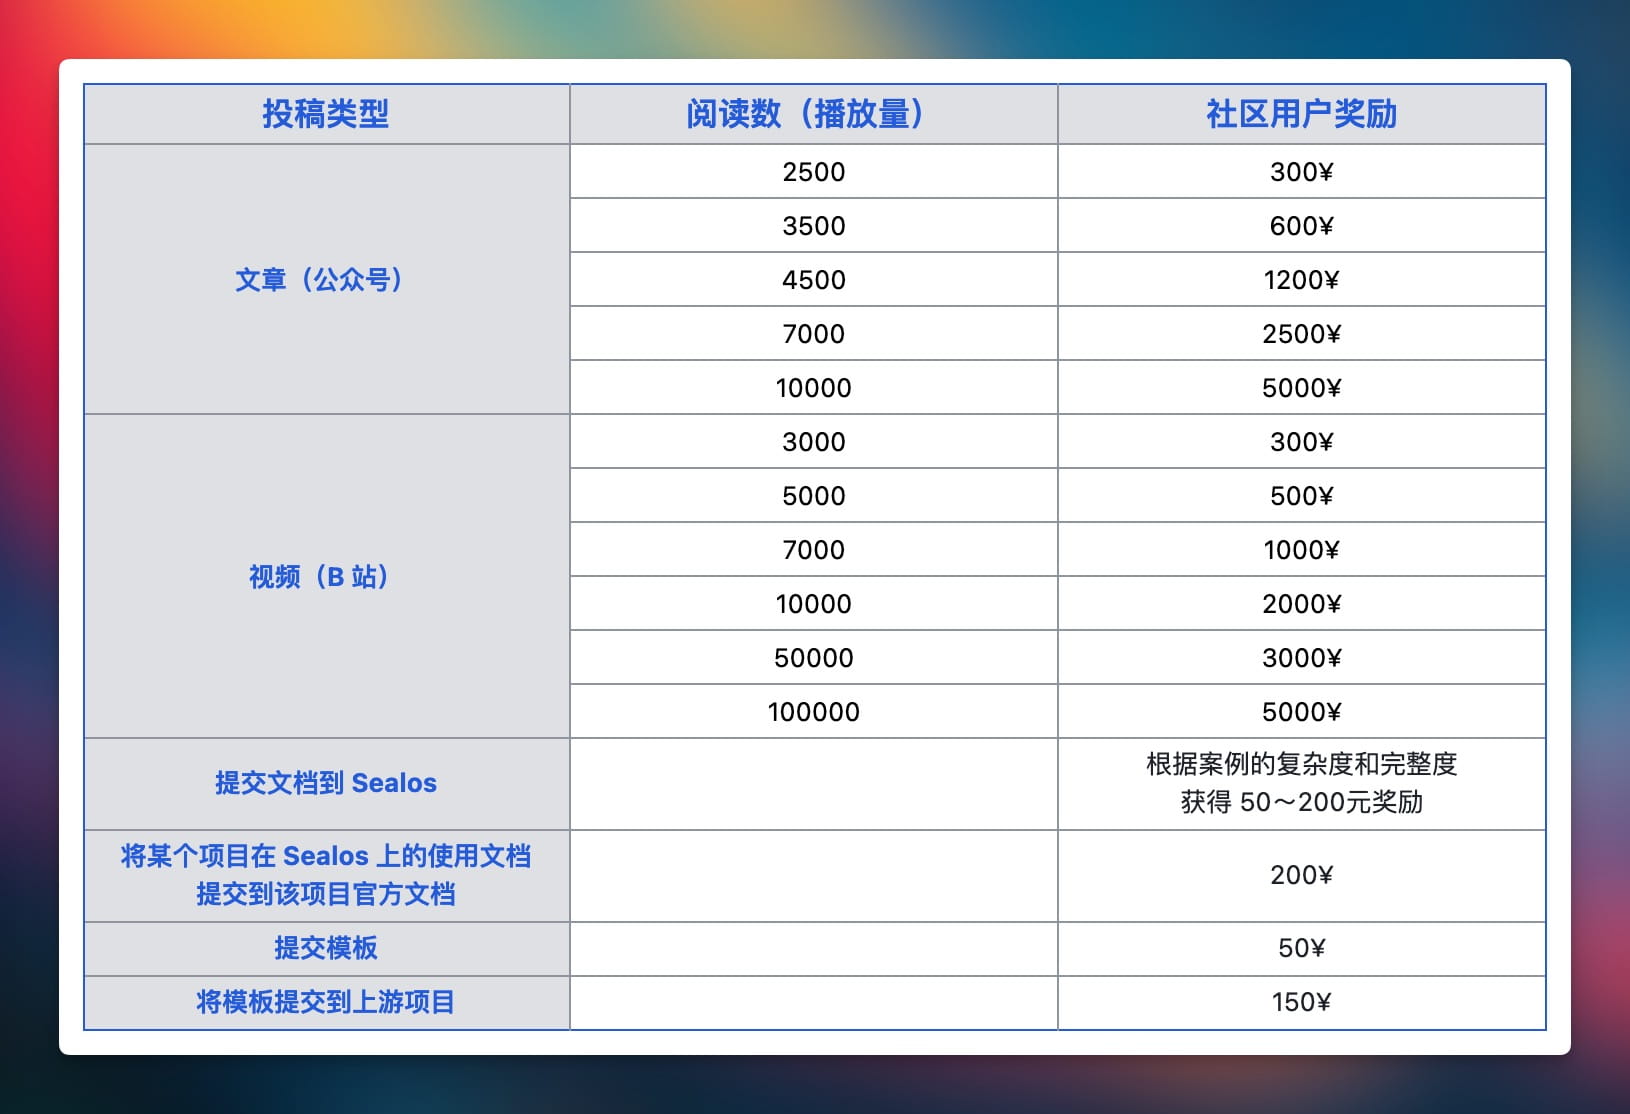 投稿类型 阅读数（播放量） 社区用户奖励
文章（公众号）
2500 300¥
3500 600¥
4500 1200¥
7000 2500¥
10000 5000¥
视频（B 站）
3000 300¥
5000 500¥
7000 1000¥
10000 2000¥
50000 3000¥
100000 5000¥
提交文档到 Sealos
根据案例的复杂度和完整度
获得 50～200元奖励
将某个项目在 Sealos 上的使用文档
提交到该项目官方文档
200¥
提交模板 50¥
将模板提交到上游项目 150¥